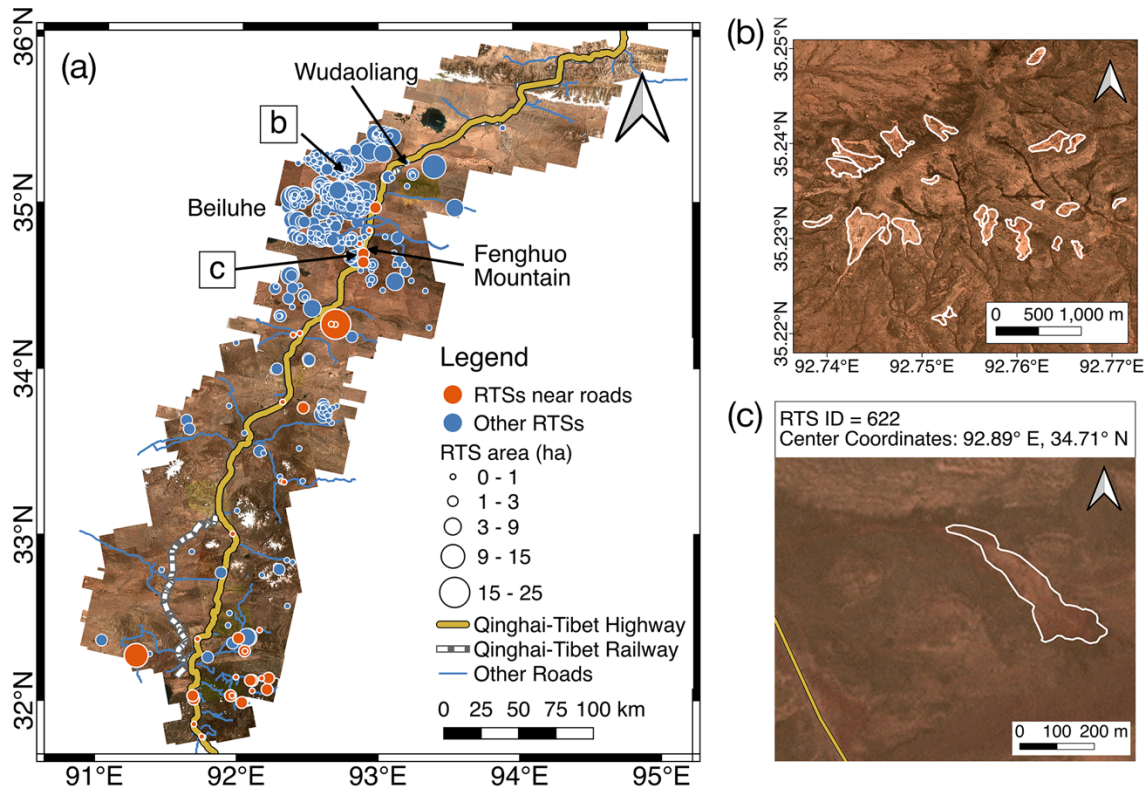 (a)
36°N
35°N
34°N
33°N
32°N
91°E
92°E
93°E
94°E
95°E
Wudaoliang
b
Beiluhe
c
Fenghuo
Mountain
Legend
RTSs near roads
Other RTSs
RTS area (ha)
0 - 1
1 - 3
3 - 9
9 - 15
15 - 25
Qinghai-Tibet Highway
Qinghai-Tibet Railway
Other Roads
0 25 50 75 100 km
(b)
35.25°N
35.24°N
35.23°N
35.22°N
0 500 1,000 m
92.74°E
92.75°E
92.76°E
92.77°E
(c)
RTS ID = 622
Center Coordinates: 92.89° E, 34.71° N
0 100 200 m